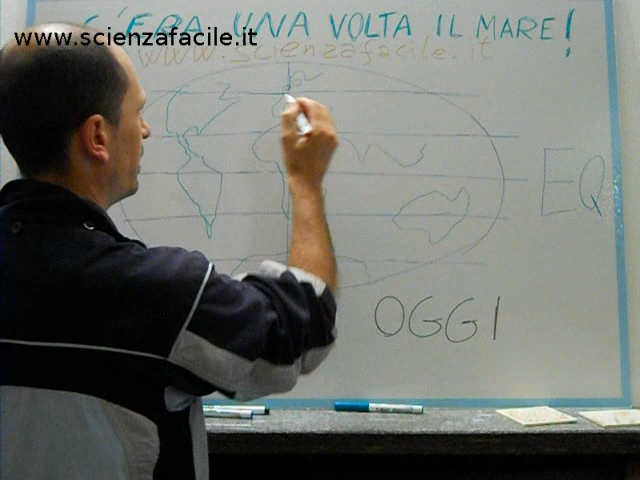 C'ERA UNA VOLTA IL MARE!
www.scienzafacile.it
www.scienzafacile.it
EQ
OGGI